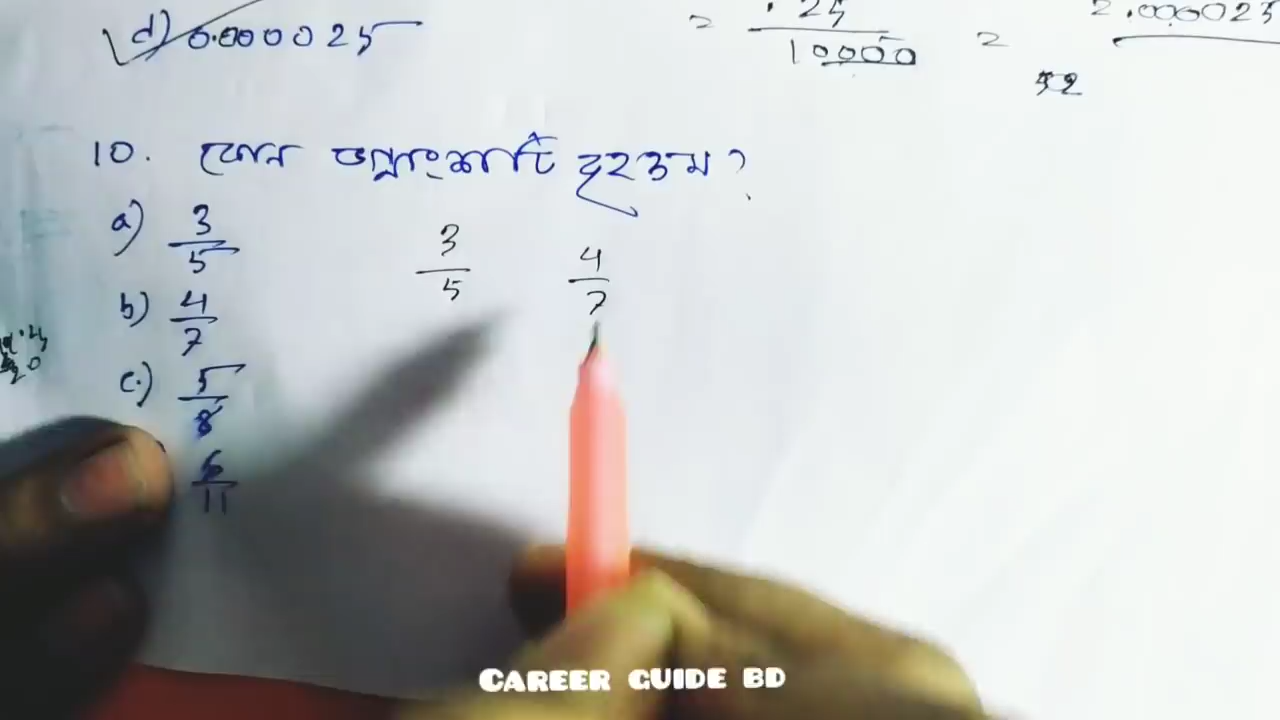 d) 0.000025
= .25 / 10000 = 2.000025
52
10. কোন ভগ্নাংশটি বৃহত্তম?
a) 3/5
3/5 4/7
b) 4/7
c.) 5/8
6/11
CAREER GUIDE BD